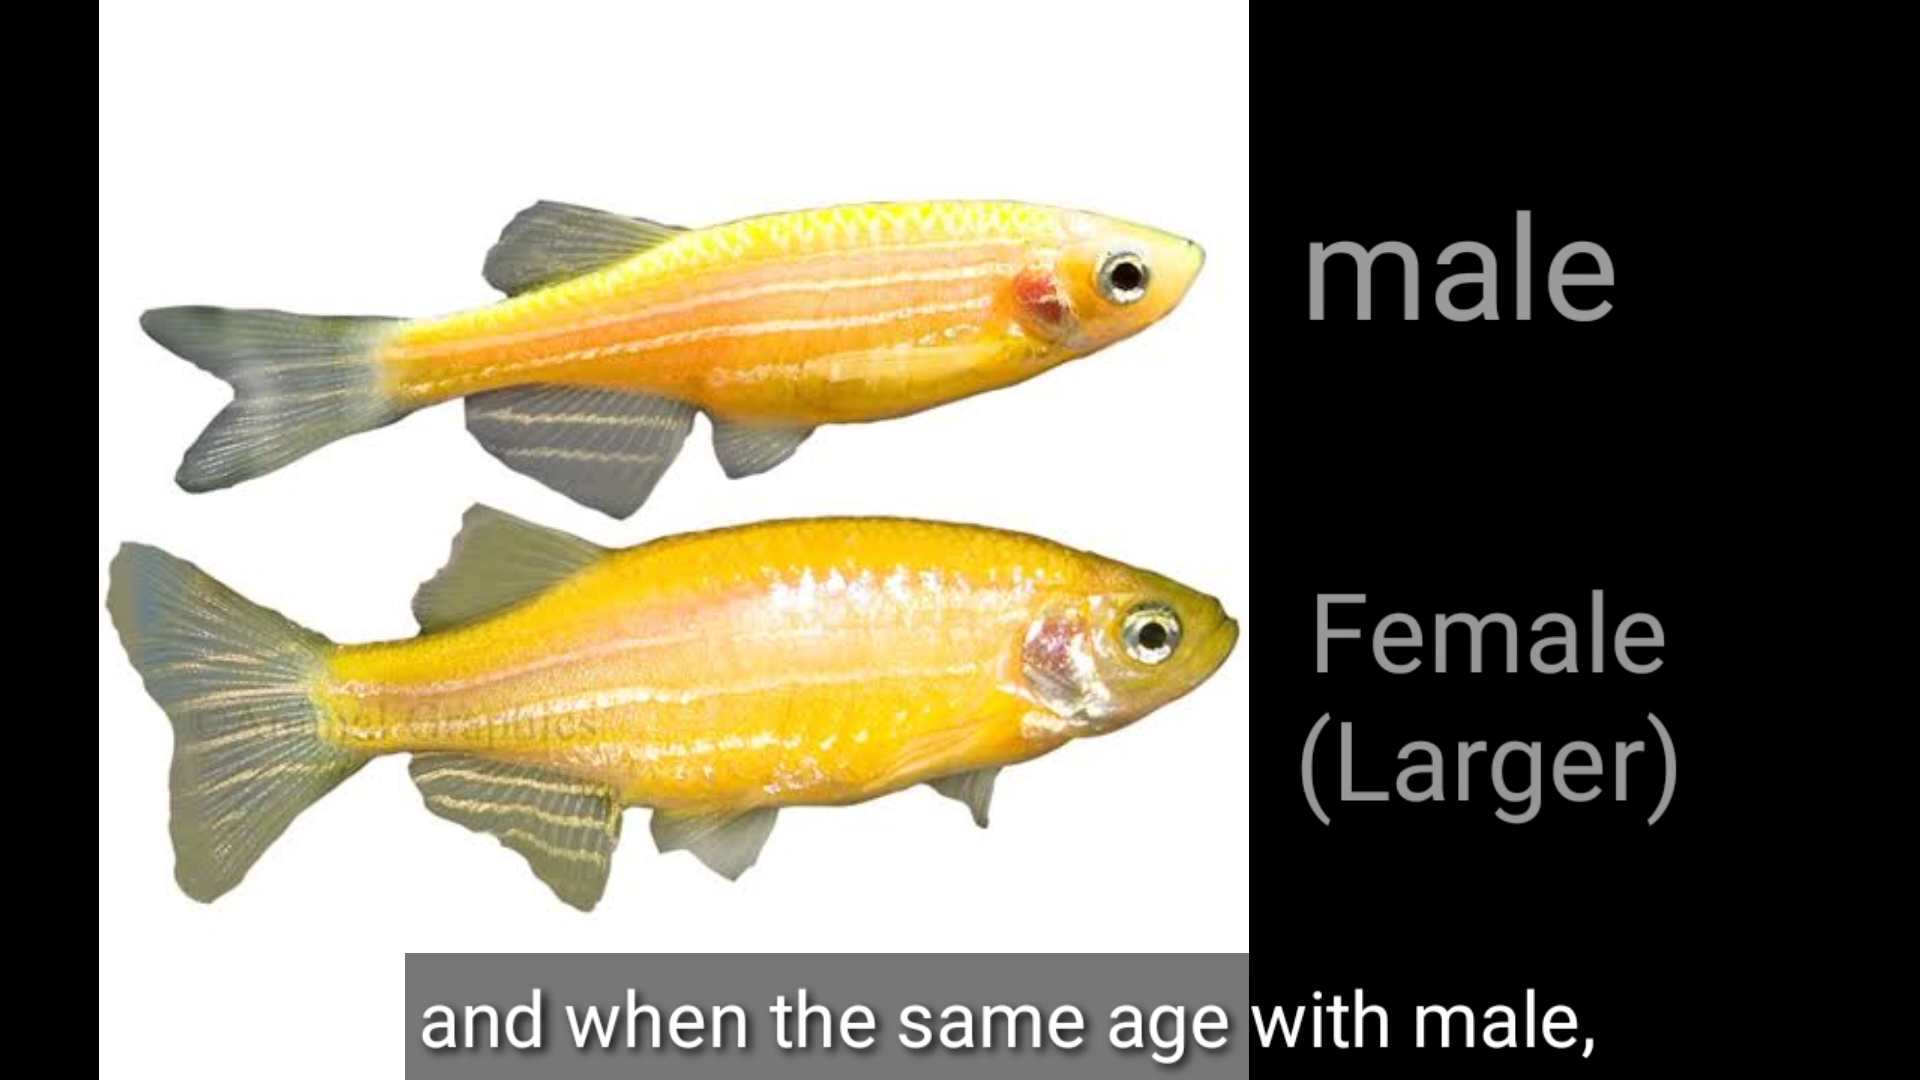 male
Female
(Larger)
and when the same age with male,